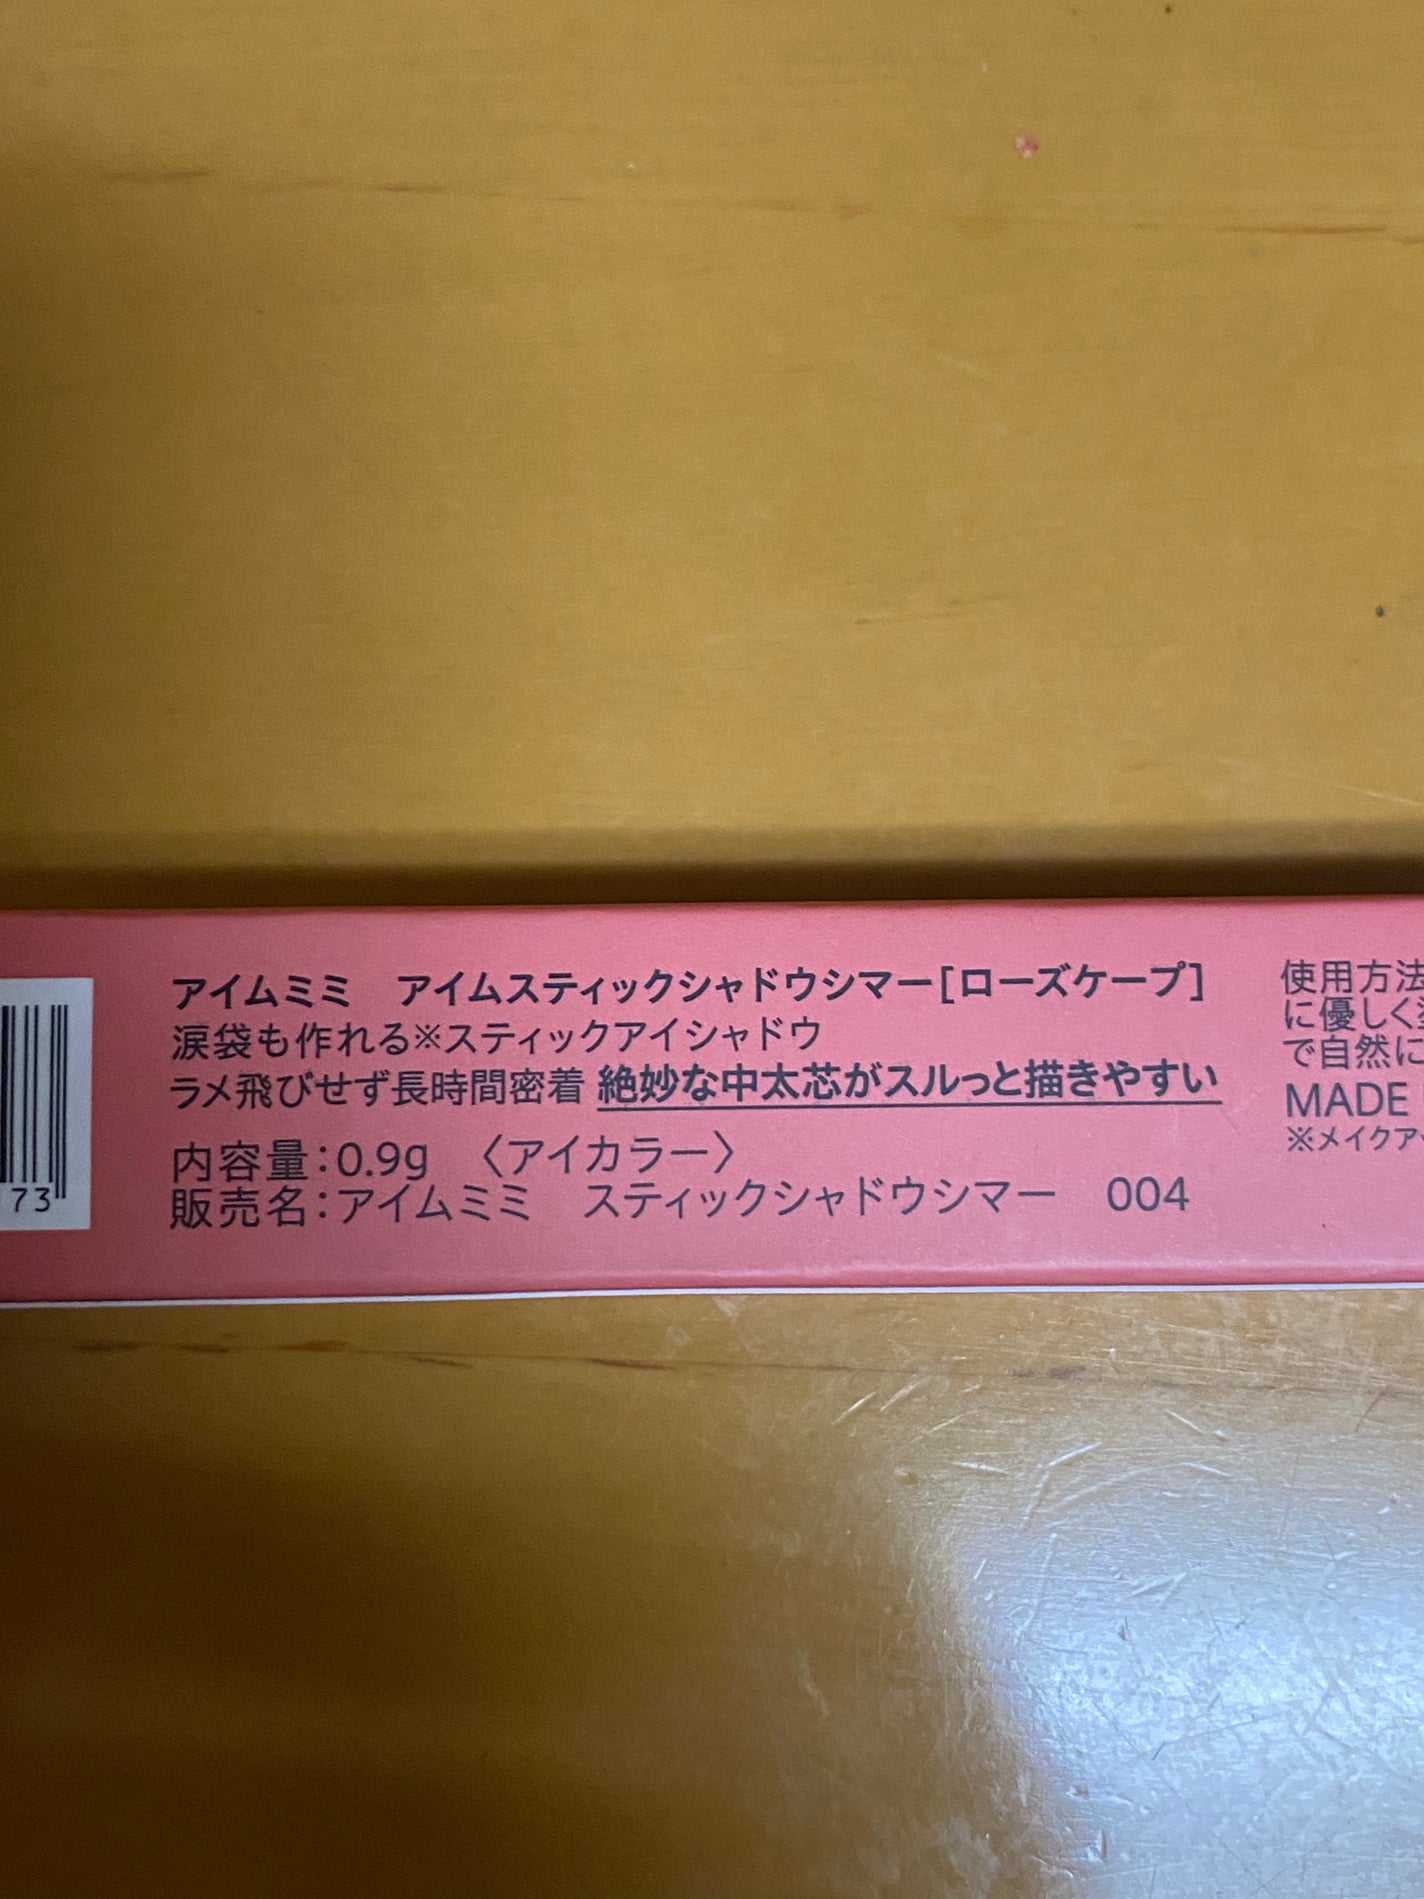 アイムミミ　アイムスティックシャドウシマー[ローズケープ]
涙袋も作れる※スティックアイシャドウ
ラメ飛びせず長時間密着 絶妙な中太芯がスルっと描きやすい
内容量：0.9g　〈アイカラー〉
販売名：アイムミミ　スティックシャドウシマー　004
73
使用方法
に優しく
で自然に
MADE
※メイクア